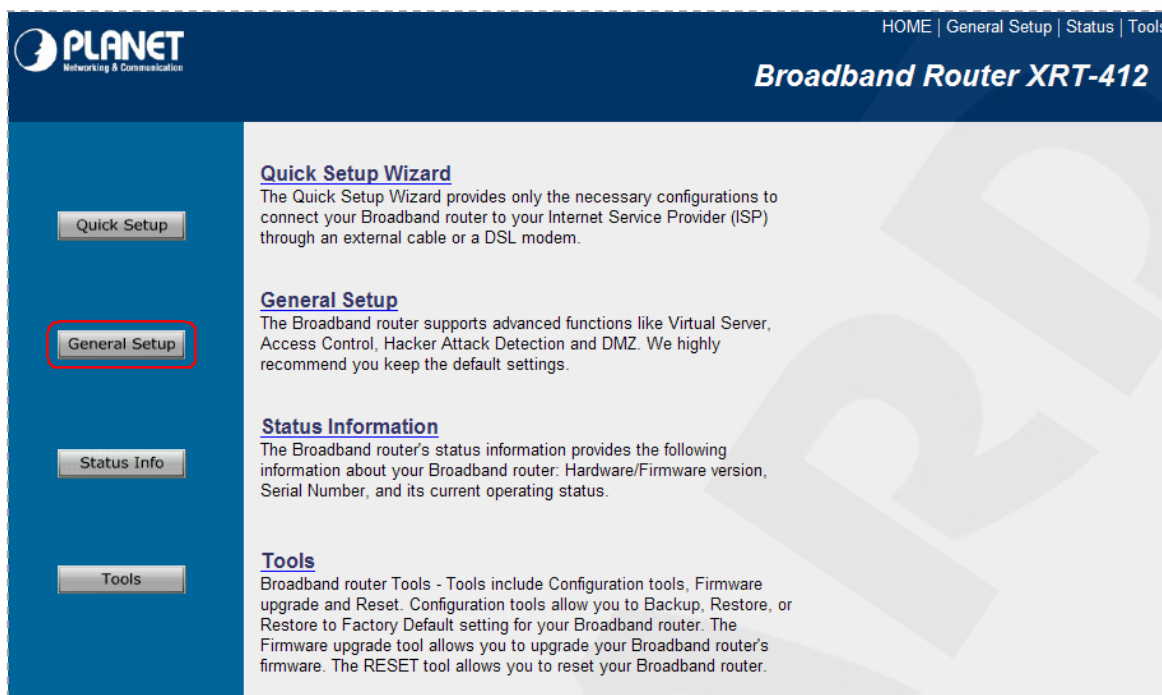 PLANET
Networking & Communication
HOME | General Setup | Status | Tools
Broadband Router XRT-412
Quick Setup
General Setup
Status Info
Tools
Quick Setup Wizard
The Quick Setup Wizard provides only the necessary configurations to
connect your Broadband router to your Internet Service Provider (ISP)
through an external cable or a DSL modem.
General Setup
The Broadband router supports advanced functions like Virtual Server,
Access Control, Hacker Attack Detection and DMZ. We highly
recommend you keep the default settings.
Status Information
The Broadband router's status information provides the following
information about your Broadband router: Hardware/Firmware version,
Serial Number, and its current operating status.
Tools
Broadband router Tools - Tools include Configuration tools, Firmware
upgrade and Reset. Configuration tools allow you to Backup, Restore, or
Restore to Factory Default setting for your Broadband router. The
Firmware upgrade tool allows you to upgrade your Broadband router's
firmware. The RESET tool allows you to reset your Broadband router.